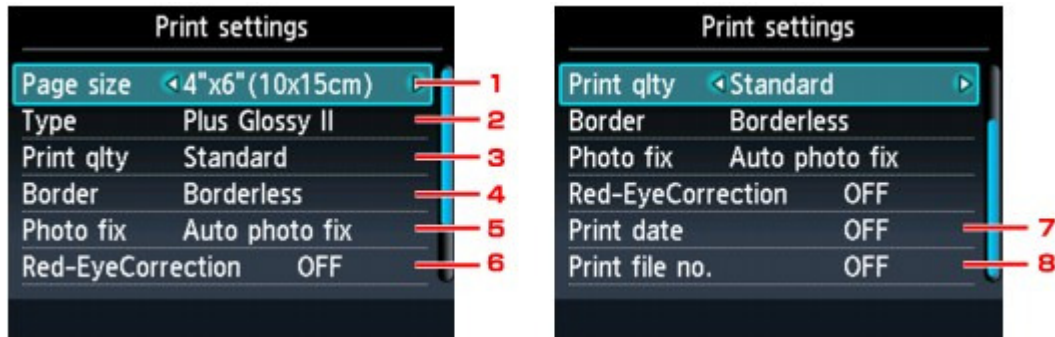 Print settings
Page size 4"x6"(10x15cm) 1
Type Plus Glossy II 2
Print qlty Standard 3
Border Borderless 4
Photo fix Auto photo fix 5
Red-EyeCorrection OFF 6
Print settings
Print qlty Standard
Border Borderless
Photo fix Auto photo fix
Red-EyeCorrection OFF
Print date OFF 7
Print file no. OFF 8